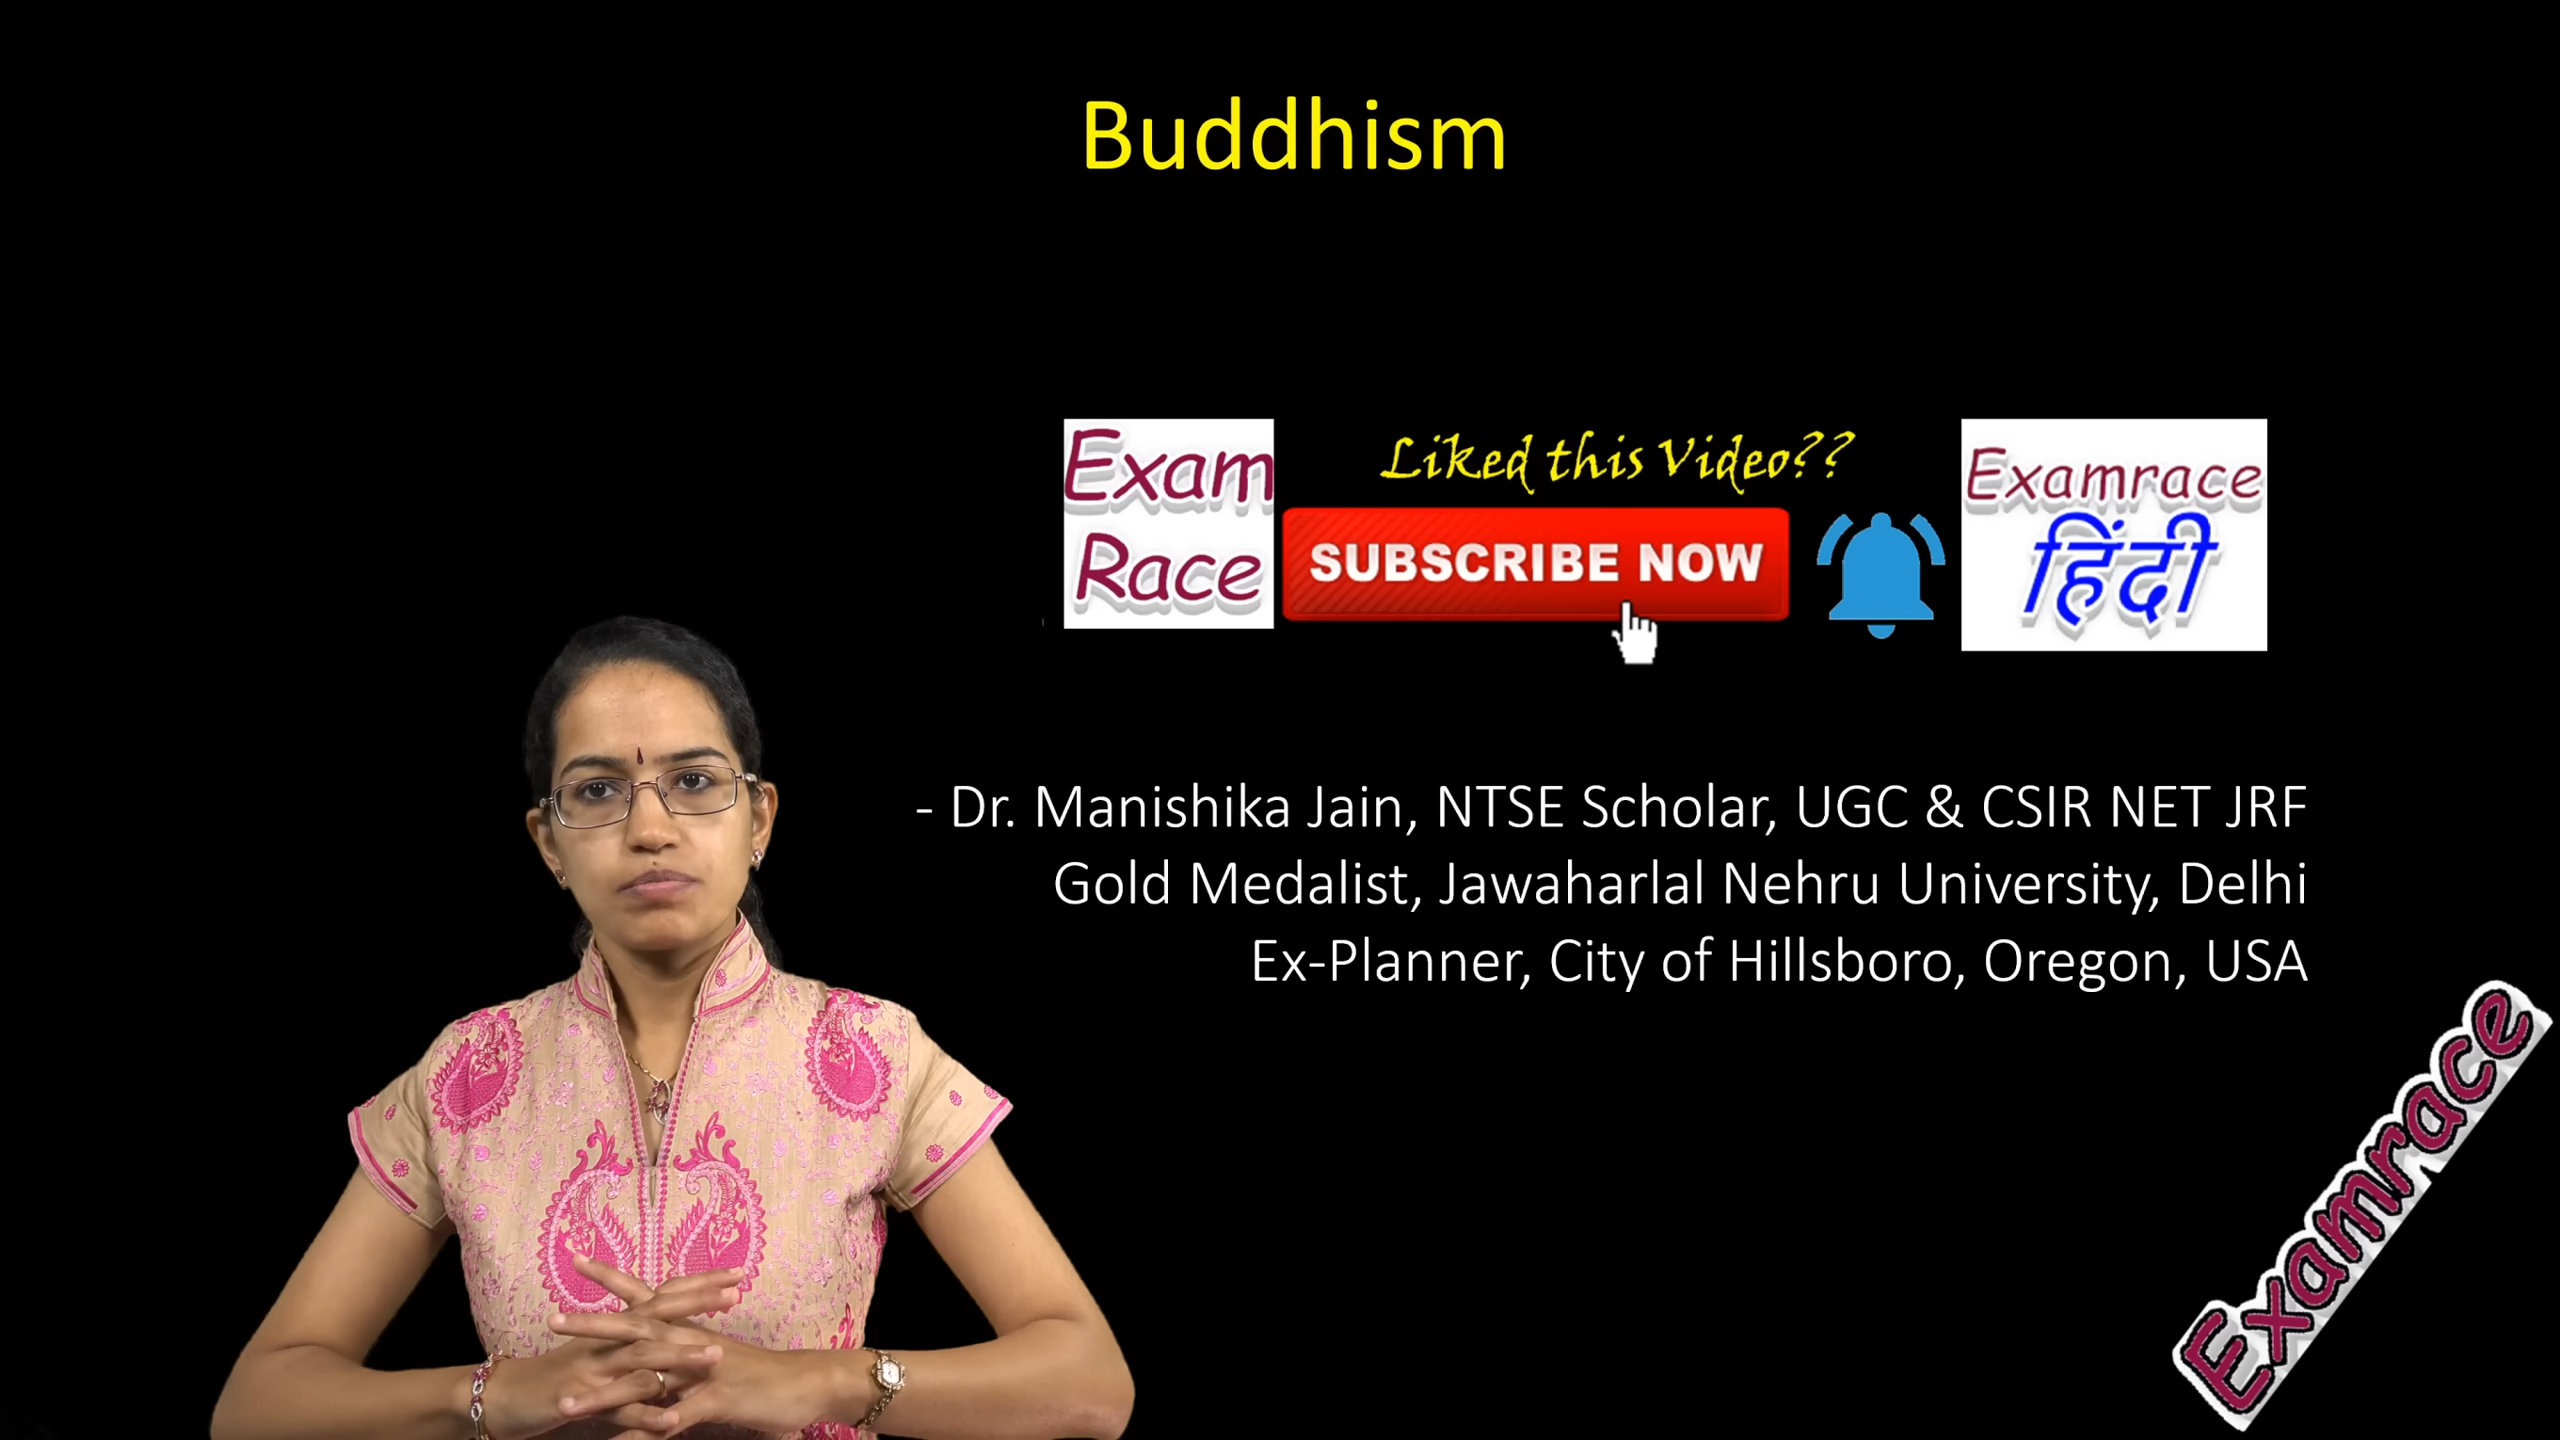 Buddhism
Exam
Race
Liked this Video??
SUBSCRIBE NOW
Examrace
हिंदी
- Dr. Manishika Jain, NTSE Scholar, UGC & CSIR NET JRF
Gold Medalist, Jawaharlal Nehru University, Delhi
Ex-Planner, City of Hillsboro, Oregon, USA
Examrace